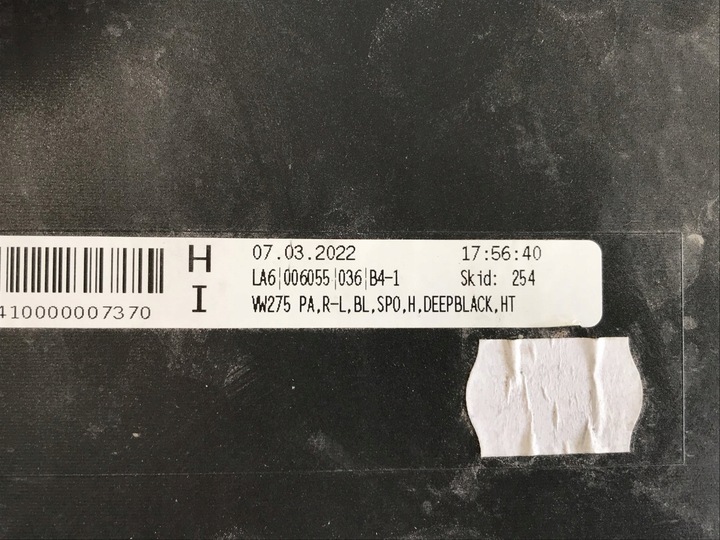 H 07.03.2022 17:56:40
LA6|006055|036|B4-1 Skid: 254
I VW275 PA,R-L,BL,SPO,H,DEEPBLACK,HT
410000007370